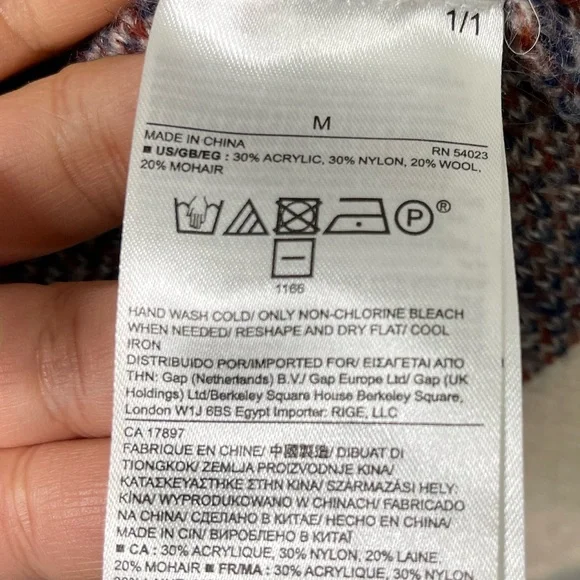 1/1
M
MADE IN CHINA
RN 54023
■ US/GB/EG : 30% ACRYLIC, 30% NYLON, 20% WOOL,
20% MOHAIR
P®
1166
HAND WASH COLD/ ONLY NON-CHLORINE BLEACH
WHEN NEEDED/ RESHAPE AND DRY FLAT/ COOL
IRON
DISTRIBUIDO POR/IMPORTED FOR/ ΕΙΣΑΓΕΤΑΙ ΑΠΟ
ΤΗΝ: Gap (Netherlands) B.V./ Gap Europe Ltd/ Gap (UK
Holdings) Ltd/Berkeley Square House Berkeley Square,
London W1J 6BS Egypt Importer: RIGE, LLC
CA 17897
FABRIQUÉ EN CHINE/ 中國製造/ DIBUAT DI
TIONGKOK/ ZEMLJA PROIZVODNJE KINA/
ΚΑΤΑΣΚΕΥΑΣΤΗΚΕ ΣΤΗΝ ΚΙΝΑ/ SZÁRMAZÁSI HELY:
KÍNA/ WYPRODUKOWANO W CHINACH/ FABRICADO
NA CHINA/ СДЕЛАНО В КИТАЕ/ HECHO EN CHINA/
MADE IN CIN/ ВИРОБЛЕНО В КИТАЇ
■ CA : 30% ACRYLIQUE, 30% NYLON, 20% LAINE,
20% MOHAIR ■ FR/MA : 30% ACRYLIQUE, 30%